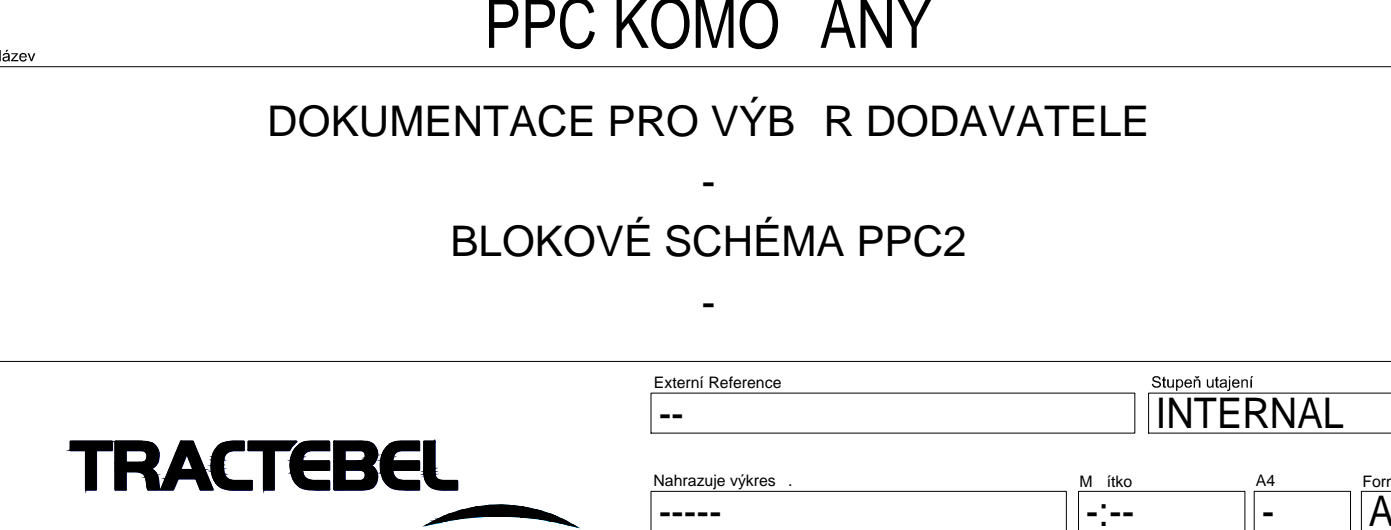 PPC KOMO ANY
ázev
DOKUMENTACE PRO VÝB R DODAVATELE
-
BLOKOVÉ SCHÉMA PPC2
-
Externí Reference
Stupeň utajení
--
INTERNAL
TRACTEBEL
Nahrazuje výkres .
M ítko
A4
For
-----
-:--
-
A